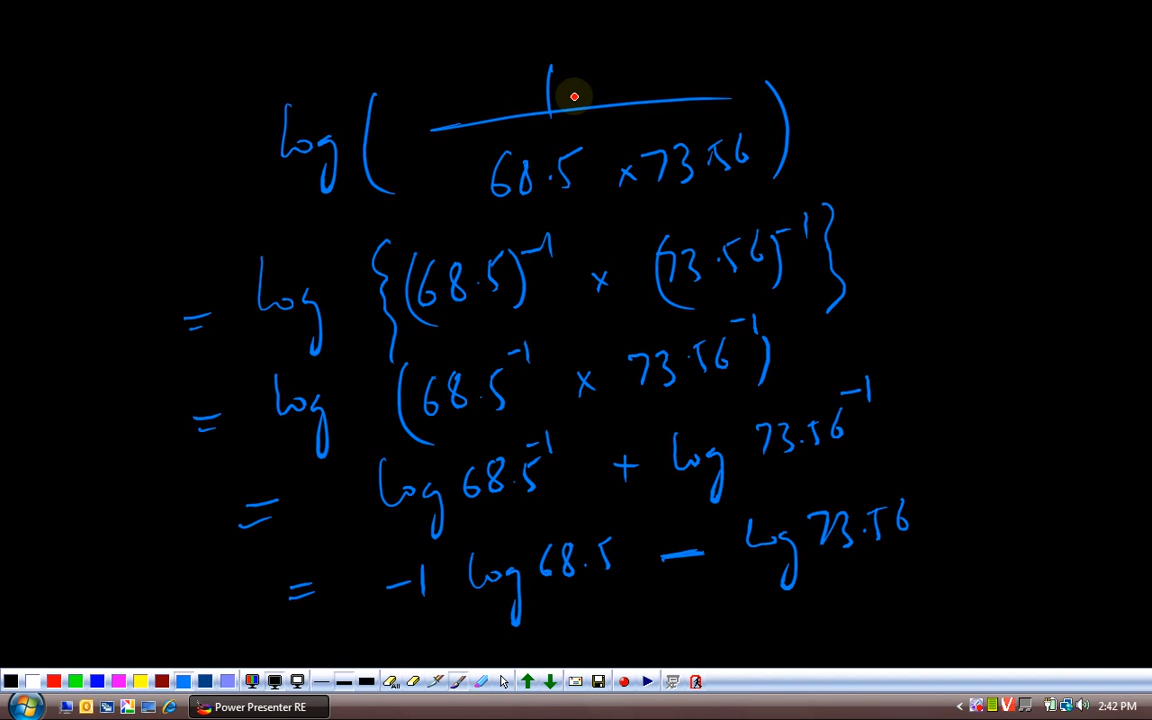 log ( 1 / 68.5 × 73.56 )
= log { (68.5)⁻¹ × (73.56)⁻¹ }
= log ( 68.5⁻¹ × 73.56⁻¹ )
= log 68.5⁻¹ + log 73.56⁻¹
= -1 log 68.5 - log 73.56
All
Power Presenter RE
2:42 PM